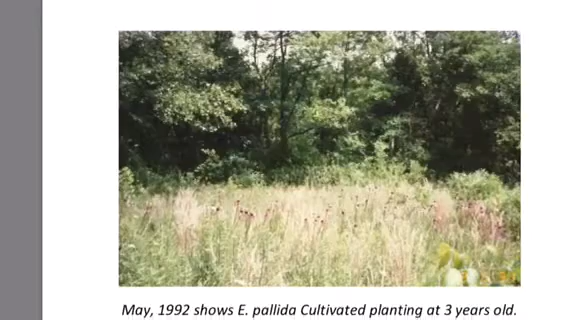 May, 1992 shows E. pallida Cultivated planting at 3 years old.